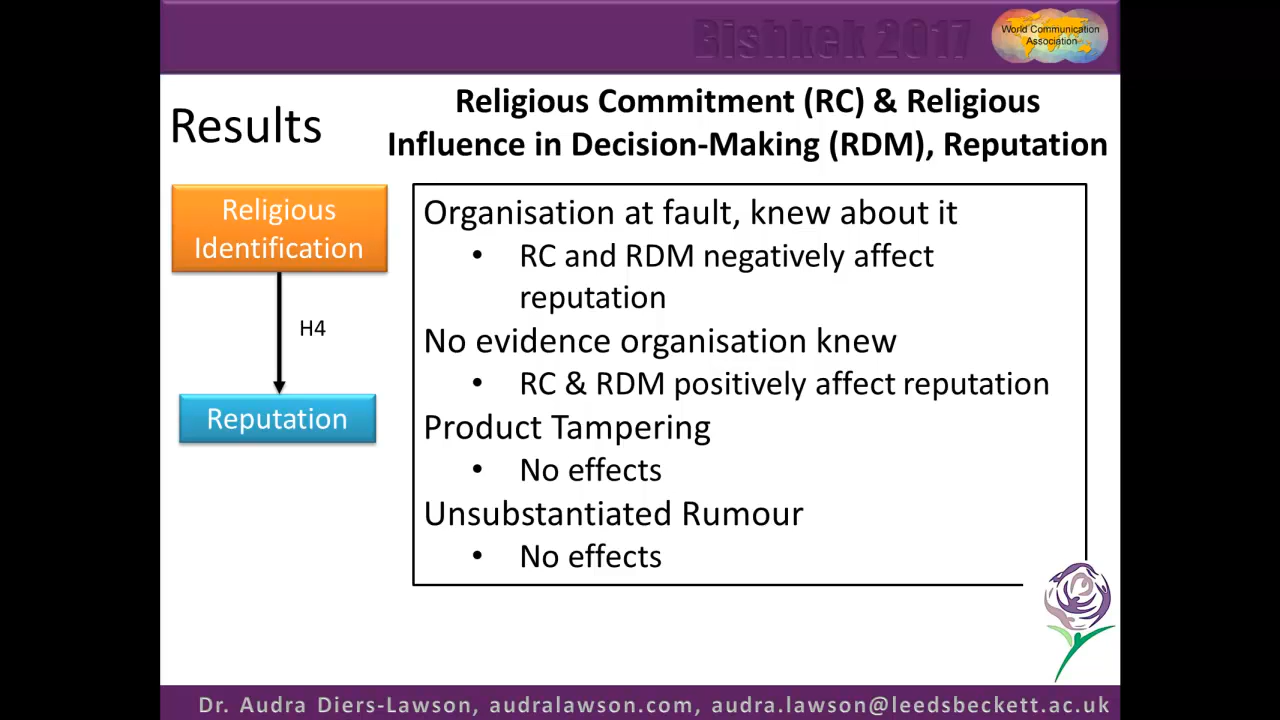 Bishkek 2017
World Communication
Association
Results
Religious Commitment (RC) & Religious
Influence in Decision-Making (RDM), Reputation
Religious
Identification
H4
Reputation
Organisation at fault, knew about it
• RC and RDM negatively affect
reputation
No evidence organisation knew
• RC & RDM positively affect reputation
Product Tampering
• No effects
Unsubstantiated Rumour
• No effects
Dr. Audra Diers-Lawson, audralawson.com, audra.lawson@leedsbeckett.ac.uk